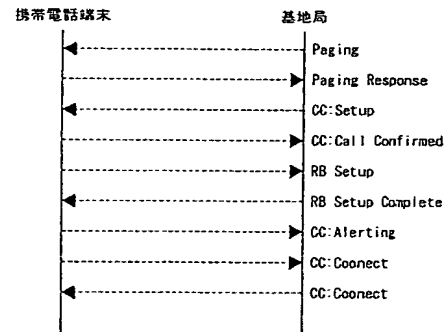 携帯電話端末
基地局
Paging
Paging Response
CC:Setup
CC:Call Confirmed
RB Setup
RB Setup Complete
CC:Alerting
CC:Coonect
CC:Coonect